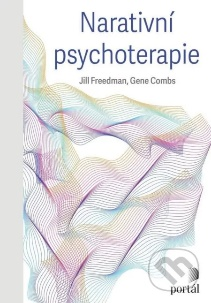 Narativní
psychoterapie
Jill Freedman, Gene Combs
portál